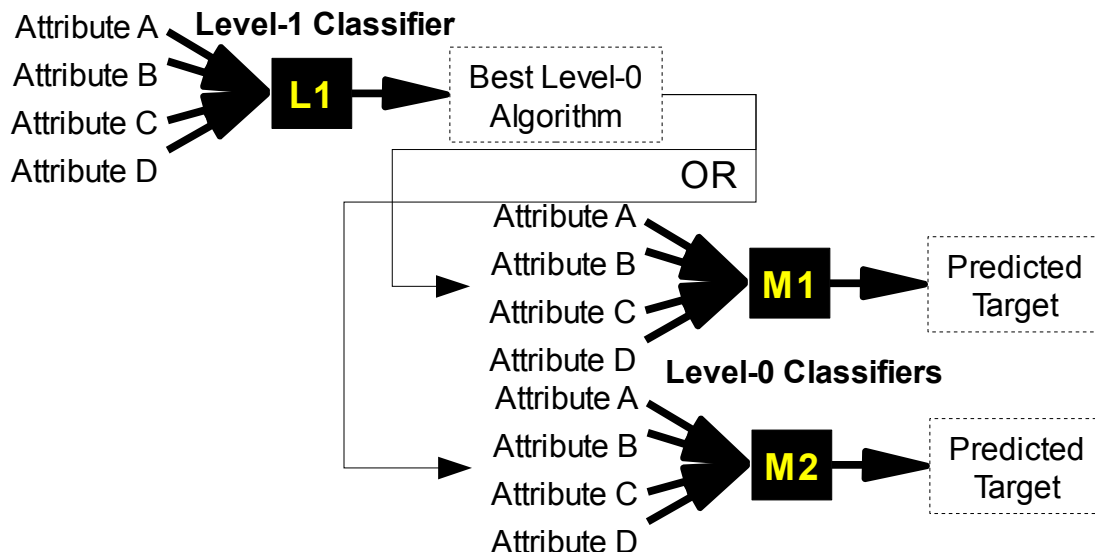 Level-1 Classifier
Attribute A
Attribute B
Attribute C
Attribute D
L1
Best Level-0
Algorithm
OR
Attribute A
Attribute B
Attribute C
Attribute D
M1
Predicted
Target
Level-0 Classifiers
Attribute A
Attribute B
Attribute C
Attribute D
M2
Predicted
Target